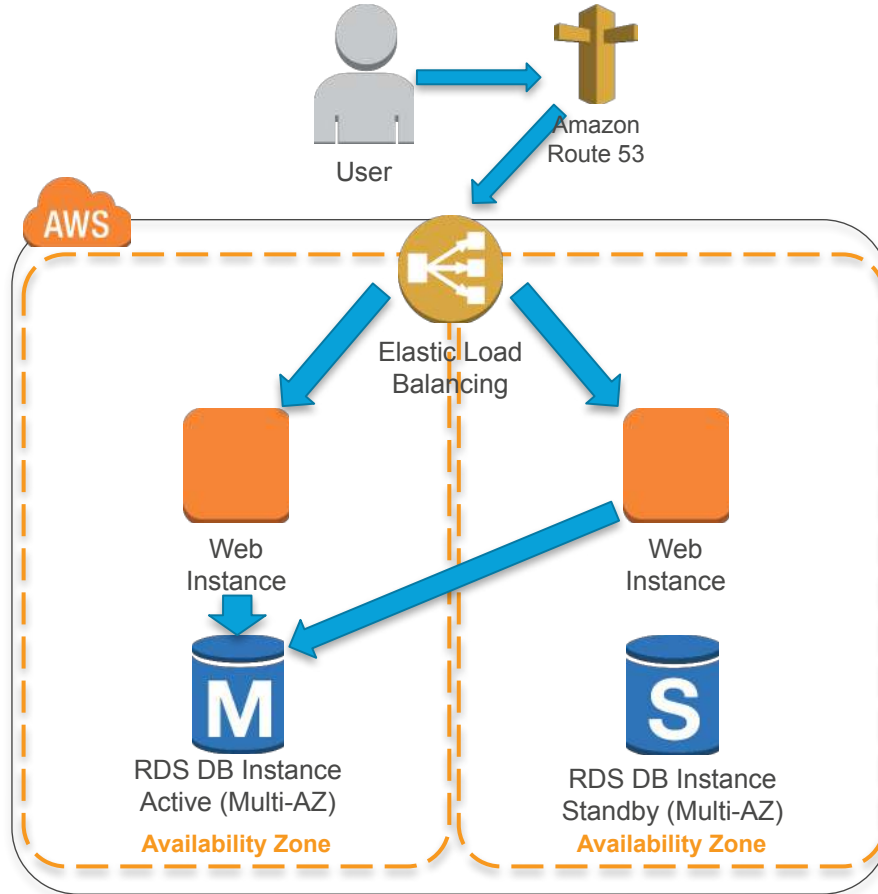 Amazon
Route 53
User
AWS
Elastic Load
Balancing
Web
Instance
Web
Instance
M
S
RDS DB Instance
Active (Multi-AZ)
RDS DB Instance
Standby (Multi-AZ)
Availability Zone
Availability Zone